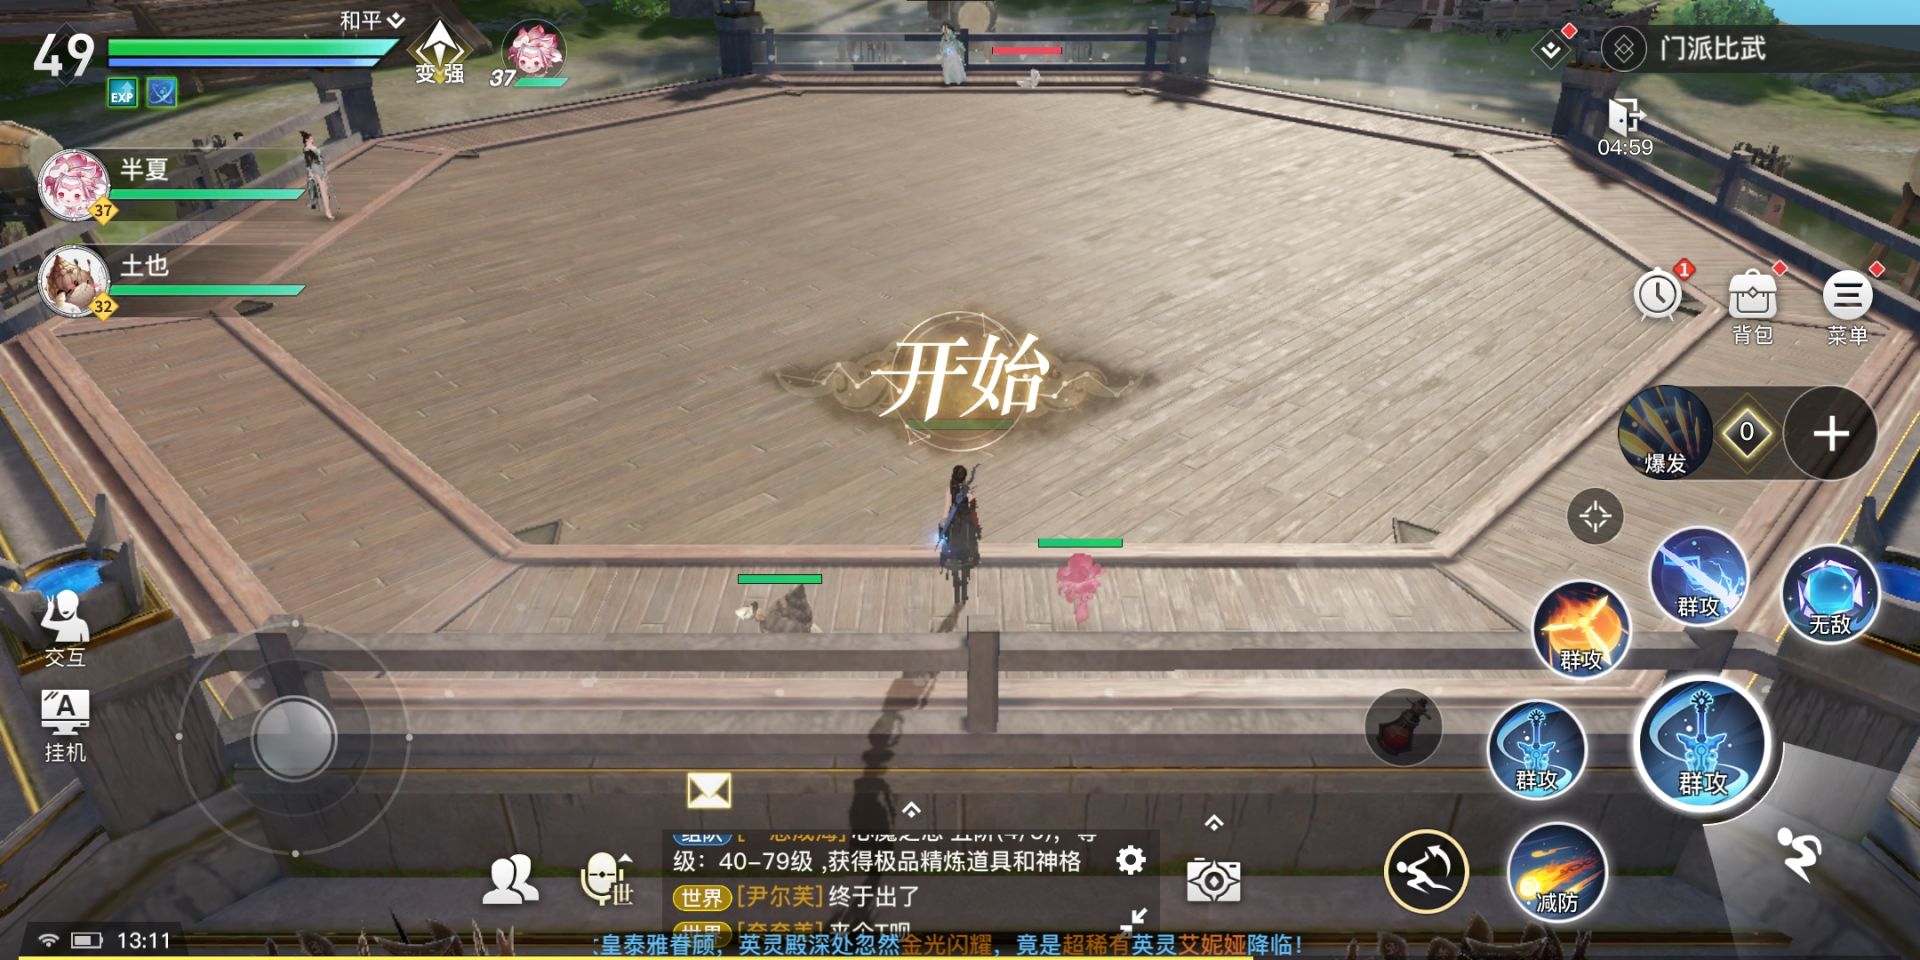 和平
49
变强
37
EXP
门派比武
04:59
半夏
37
土也
32
1
背包
菜单
开始
0
爆发
群攻
无敌
群攻
群攻
群攻
减防
交互
A
挂机
世
级：40-79级 ,获得极品精炼道具和神格
世界 [尹尔芙] 终于出了
皇泰雅眷顾，英灵殿深处忽然金光闪耀，竟是超稀有英灵艾妮娅降临！
13:11